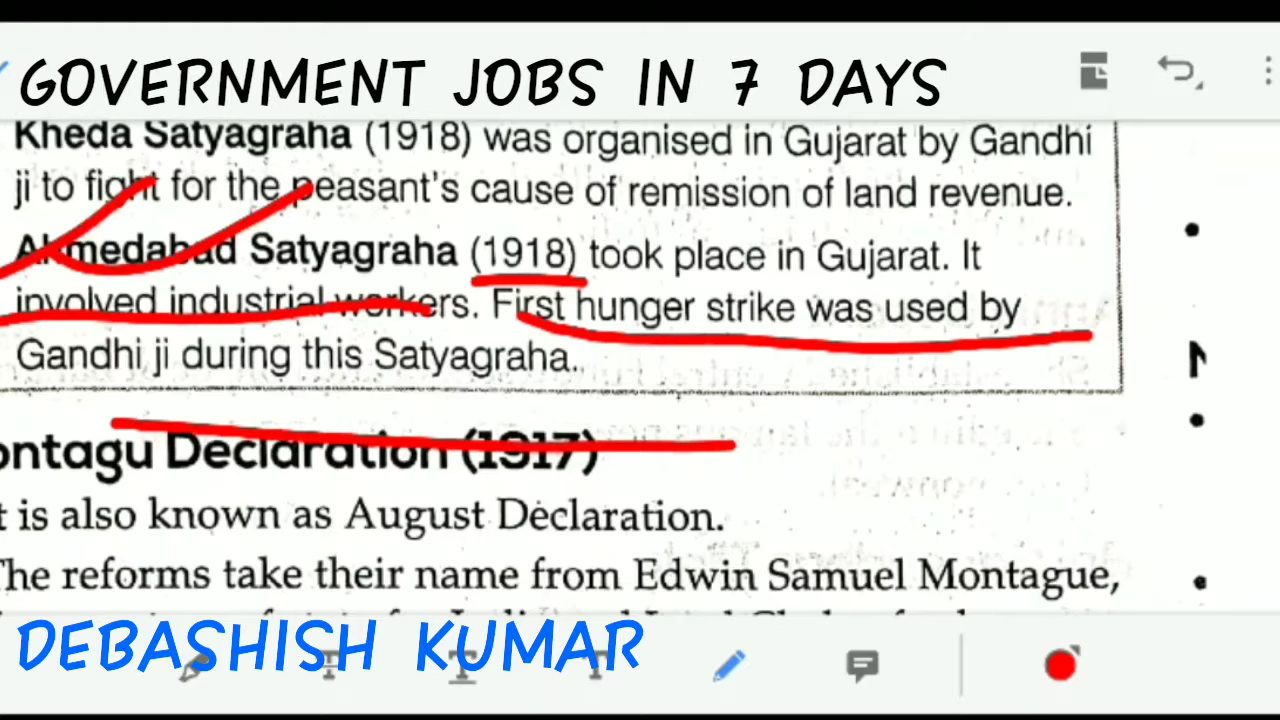 GOVERNMENT JOBS IN 7 DAYS
Kheda Satyagraha (1918) was organised in Gujarat by Gandhi
ji to fight for the peasant's cause of remission of land revenue.
Ahmedabad Satyagraha (1918) took place in Gujarat. It
involved industrial workers. First hunger strike was used by
Gandhi ji during this Satyagraha.
ontagu Declaration (1917)
t is also known as August Declaration.
The reforms take their name from Edwin Samuel Montague,
DEBASHISH KUMAR